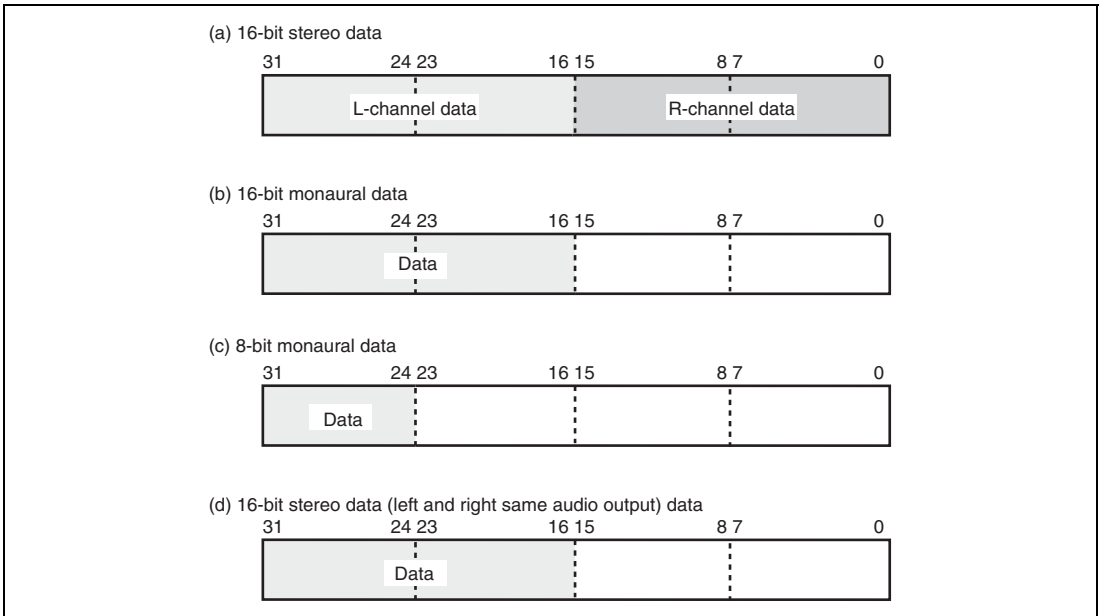 (a) 16-bit stereo data
31 24 23 16 15 8 7 0
L-channel data R-channel data
(b) 16-bit monaural data
31 24 23 16 15 8 7 0
Data
(c) 8-bit monaural data
31 24 23 16 15 8 7 0
Data
(d) 16-bit stereo data (left and right same audio output) data
31 24 23 16 15 8 7 0
Data